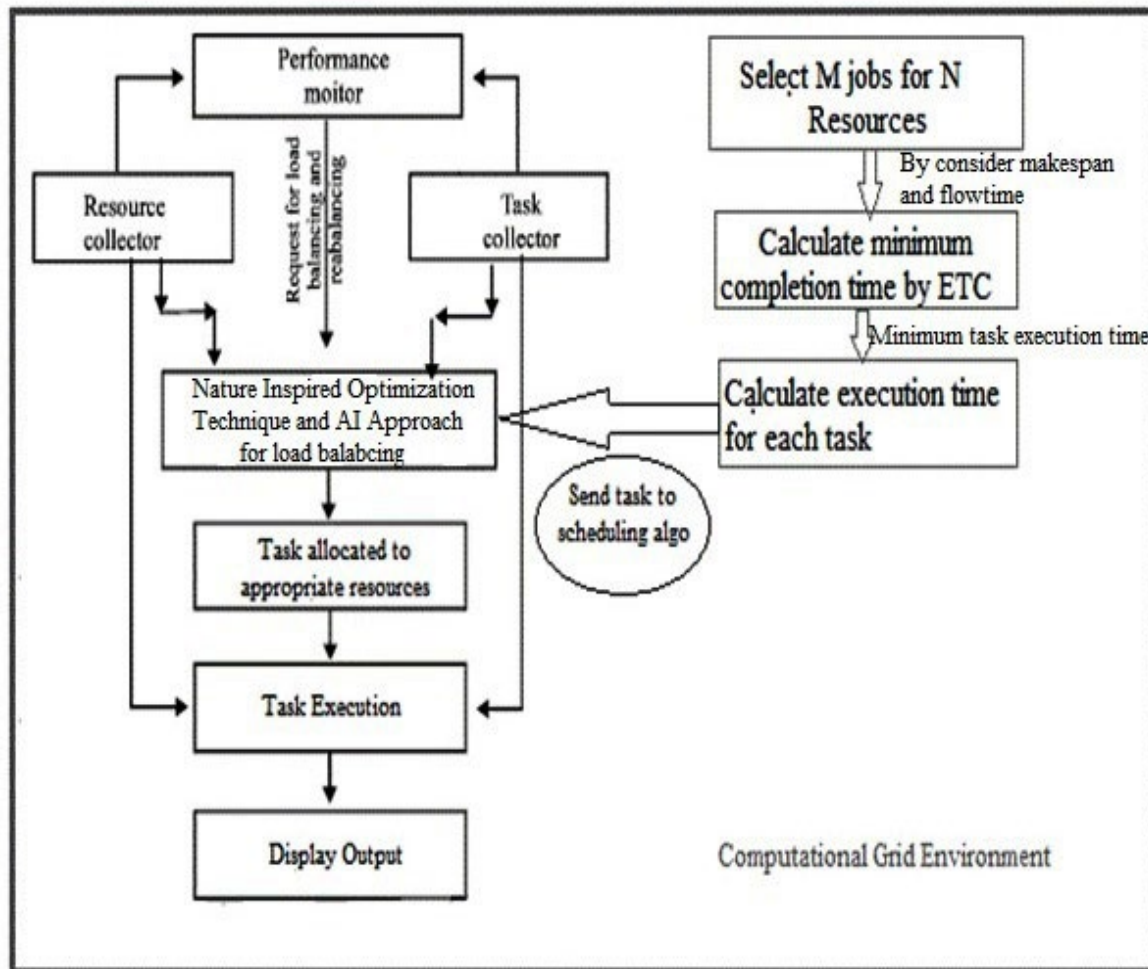 Performance
moitor
Resource
collector
Request for load
balancing and
reabalancing
Task
collector
Nature Inspired Optimization
Technique and AI Approach
for load balabcing
Task allocated to
appropriate resources
Task Execution
Display Output
Select M jobs for N
Resources
By consider makespan
and flowtime
Calculate minimum
completion time by ETC
Minimum task execution time
Calculate execution time
for each task
Send task to
scheduling algo
Computational Grid Environment